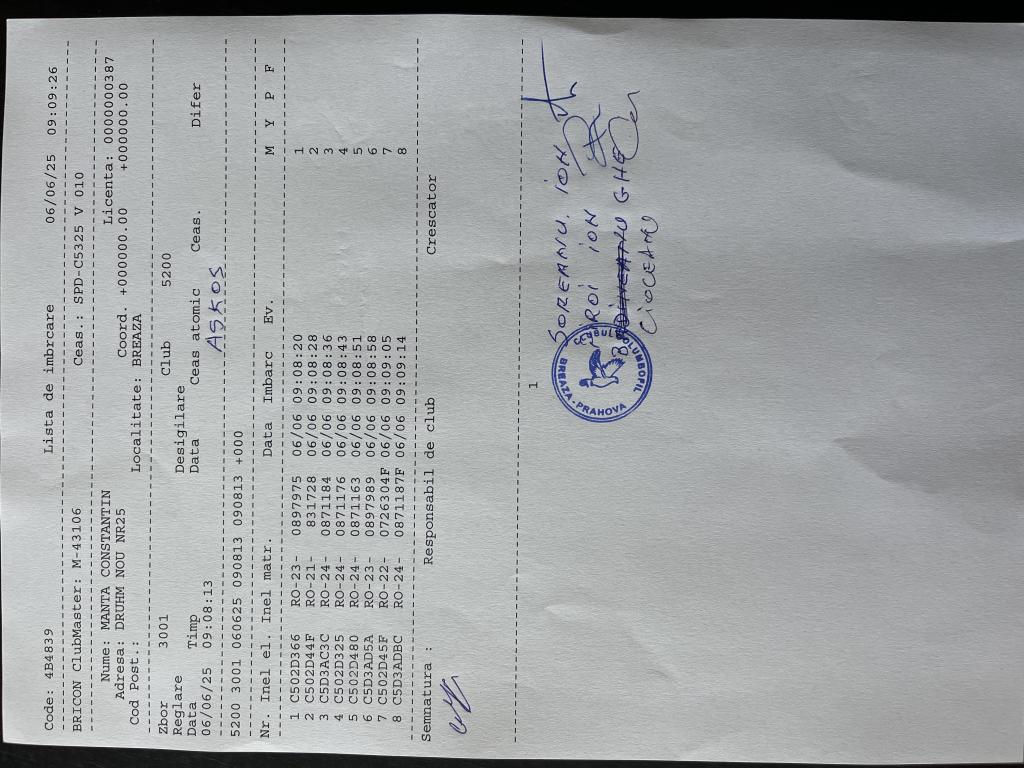 Code: 4B4839 Lista de imbrcare 06/06/25 09:09:26
BRICON ClubMaster: M-43106 Ceas.: SPD-C5325 V 010
Nume: MANTA CONSTANTIN Licenta: 0000000387
Adresa: DRUHM NOU NR25 Coord. +000000.00 +000000.00
Cod Post.: Localitate: BREAZA
Zbor 3001 Club 5200
Reglare Desigilare
Data Timp Data Ceas atomic Ceas. Difer
06/06/25 09:08:13
ASKOS
5200 3001 060625 090813 090813 +000
Nr. Inel el. Inel matr. Data Imbarc Ev. M Y P F
1 C502D366 RO-23- 0897975 06/06 09:08:20 1
2 C502D44F RO-21- 831728 06/06 09:08:28 2
3 C5D3AC3C RO-24- 0871184 06/06 09:08:36 3
4 C502D325 RO-24- 0871176 06/06 09:08:43 4
5 C502D480 RO-24- 0871163 06/06 09:08:51 5
6 C5D3AD5A RO-23- 0897989 06/06 09:08:58 6
7 C502D45F RO-22- 0726304F 06/06 09:09:05 7
8 C5D3ADBC RO-24- 0871187F 06/06 09:09:14 8
Semnatura : Responsabil de club Crescator
1
SOREANU ION
ROI ION
GHE
CIOCEANU
CLUBUL COLUMBOFIL
BREAZA - PRAHOVA